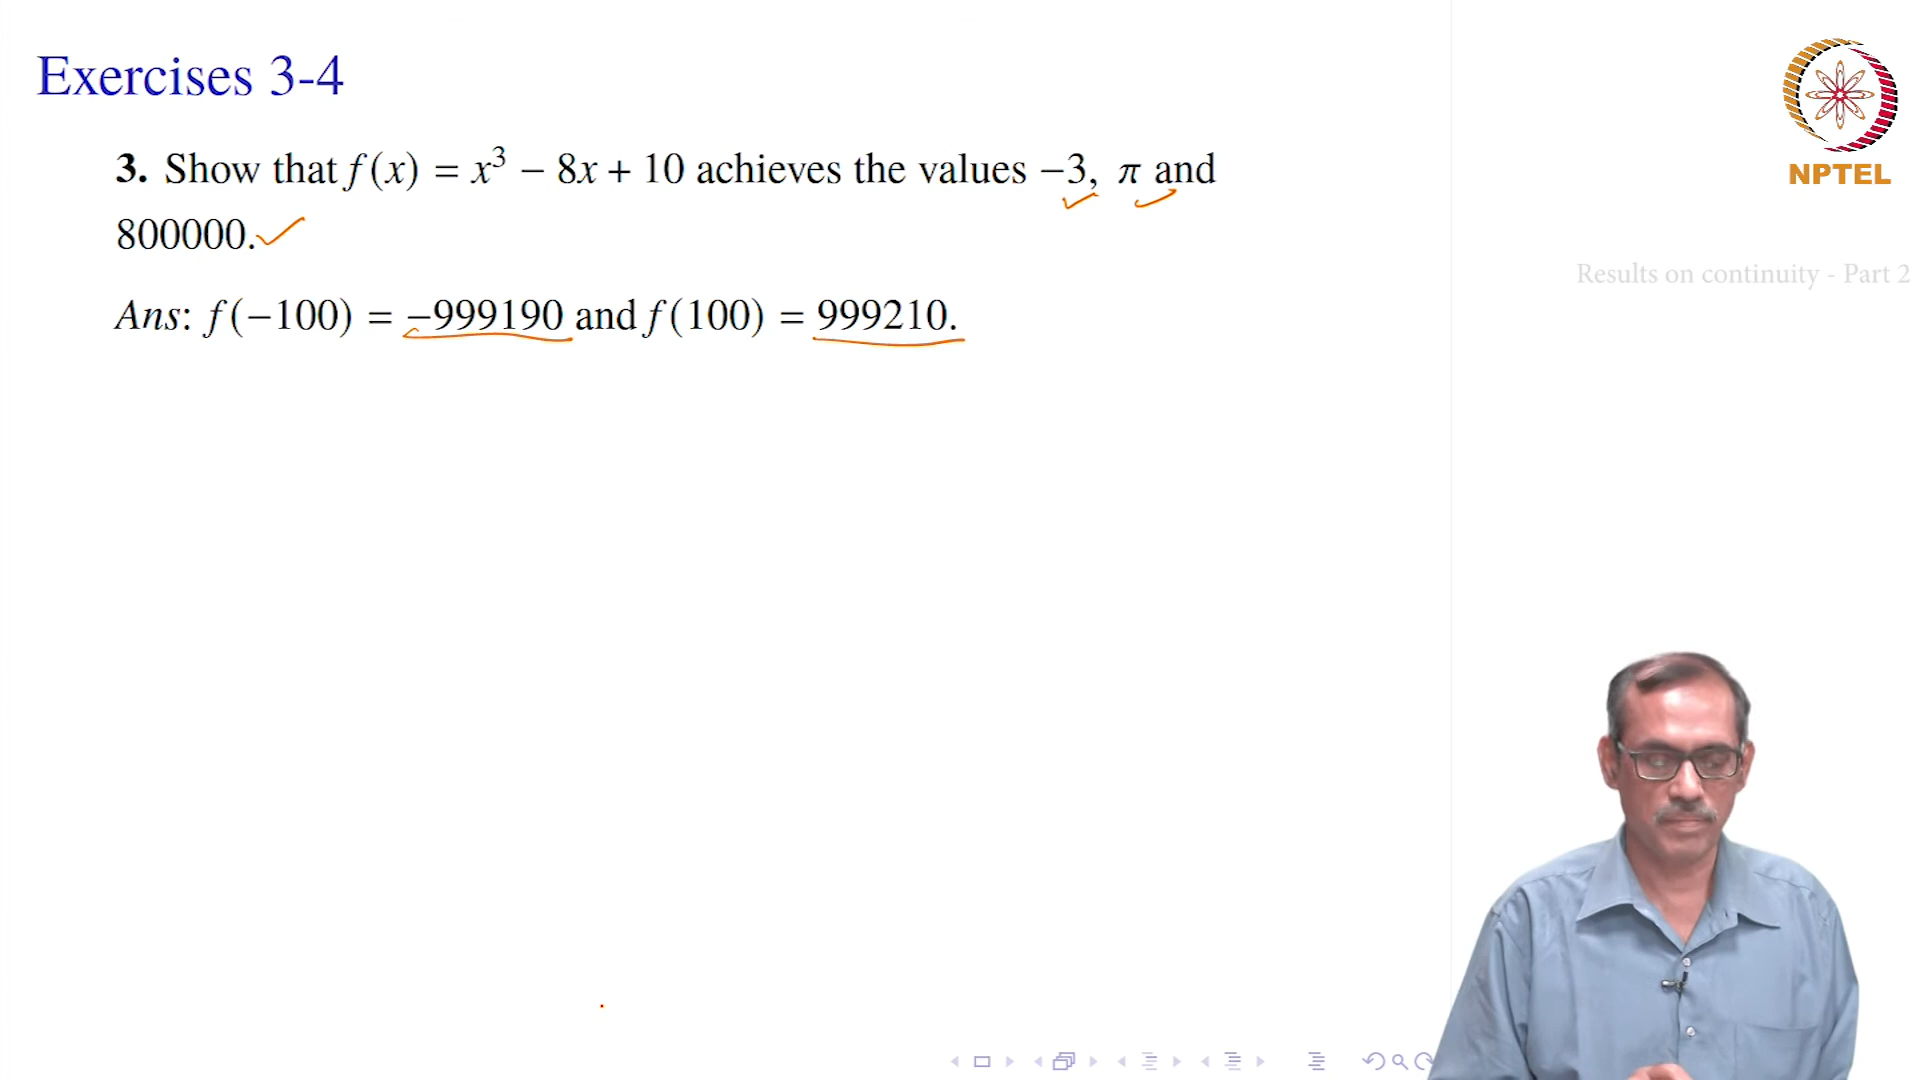 Exercises 3-4
3. Show that f(x) = x³ − 8x + 10 achieves the values −3, π and
800000.
Ans: f(−100) = −999190 and f(100) = 999210.
NPTEL
Results on continuity - Part 2